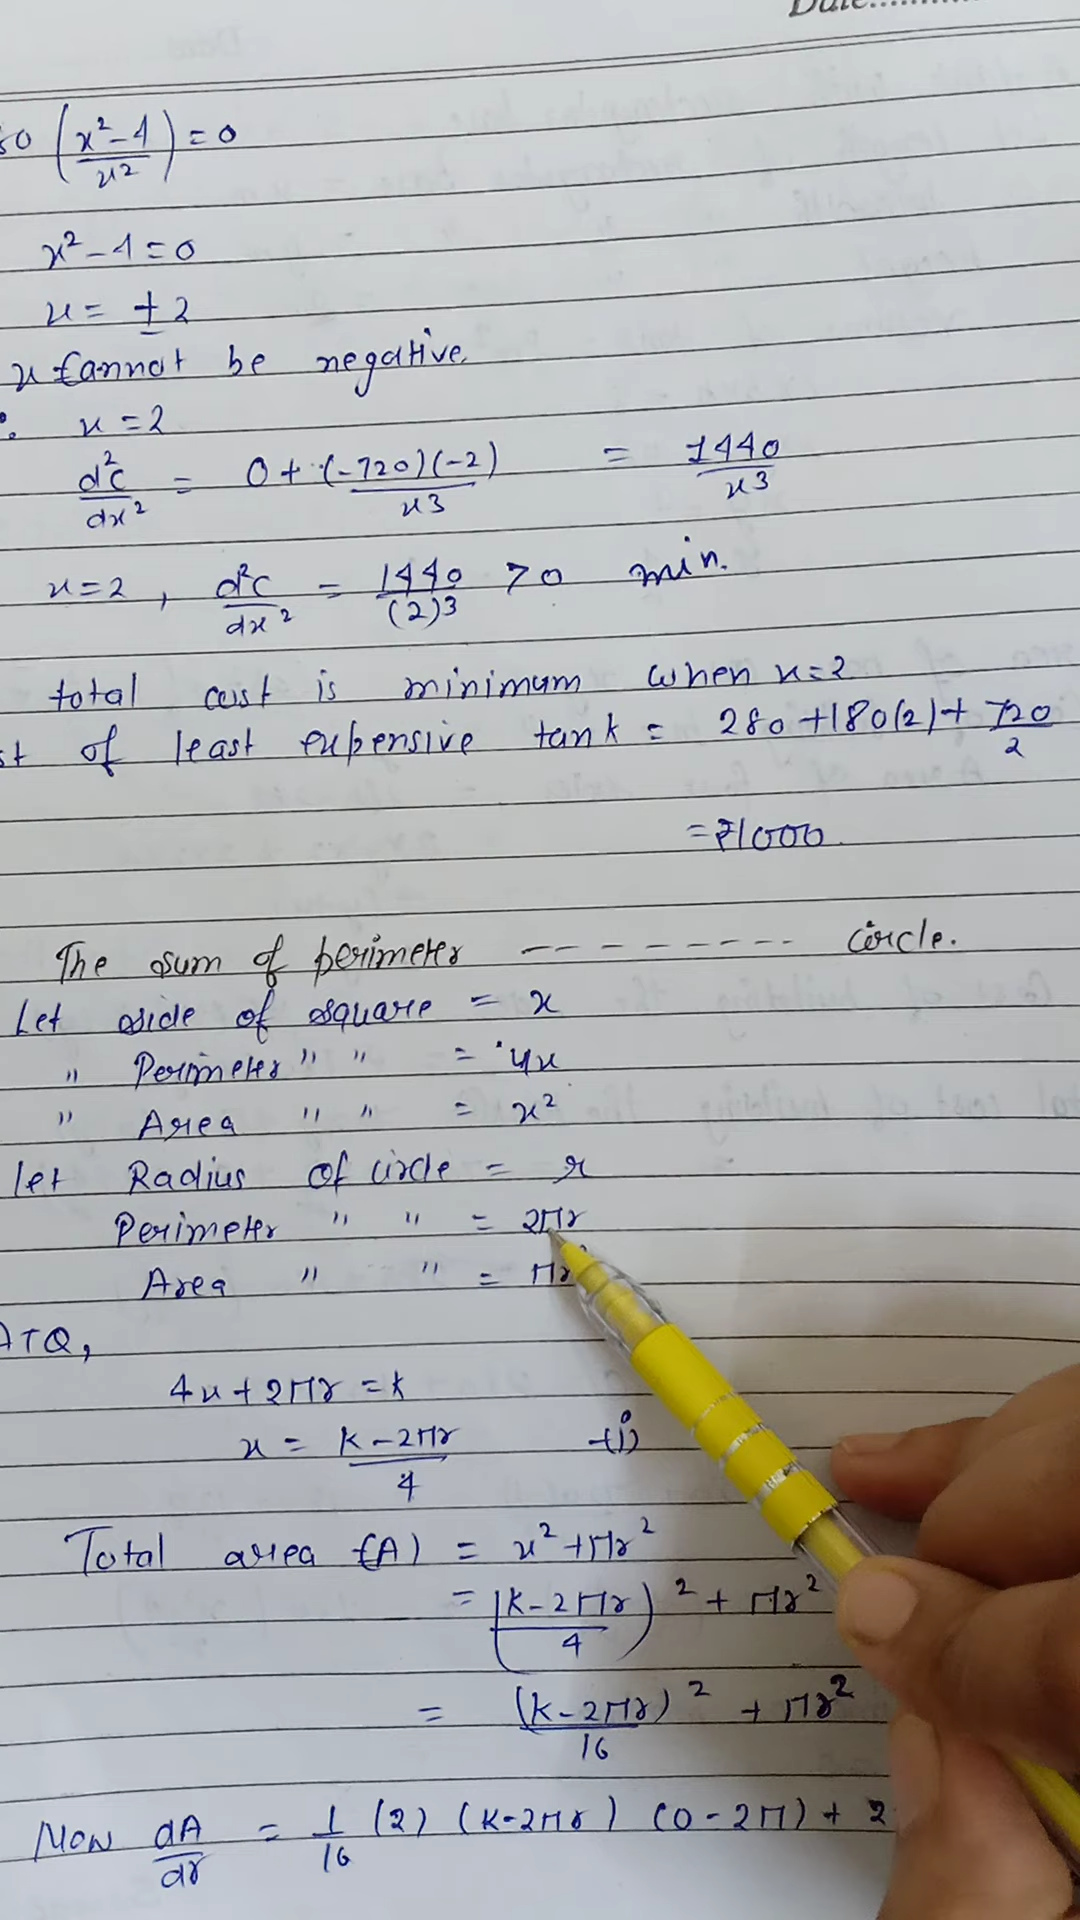 Date............
so (x²-4/x²) = 0
x² - 4 = 0
x = ± 2
x cannot be negative.
∴ x = 2
d²c/dx² = 0 + (-720)(-2)/x3 = 1440/x3
x = 2, d²c/dx² = 1440/(2)3 > 0 min.
total cost is minimum when x = 2
st of least expensive tank = 280 + 180(2) + 720/2
= ₹1000.
The sum of perimeter --------- circle.
Let side of square = x
" Perimeter " " = 4x
" Area " " = x²
let Radius of circle = r
Perimeter " " = 2πr
Area " " = πr
ATQ,
4x + 2πr = k
x = k - 2πr/4 -(i)
Total area (A) = x² + πr²
= (k - 2πr/4)² + πr²
= (k - 2πr)²/16 + πr²
Now dA/dr = 1/16 (2) (k - 2πr) (0 - 2π) + 2